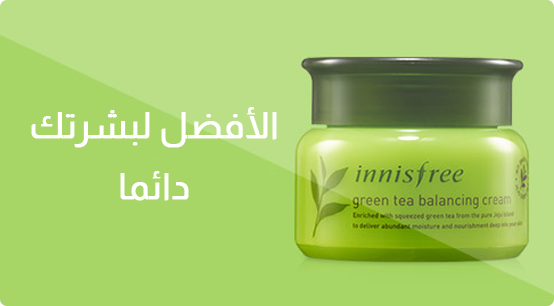 الأفضل لبشرتك
دائما
innisfree
green tea balancing cream
Enriched with squeezed green tea from the pure Jeju Island
to deliver abundant moisture and nourishment deep into your skin